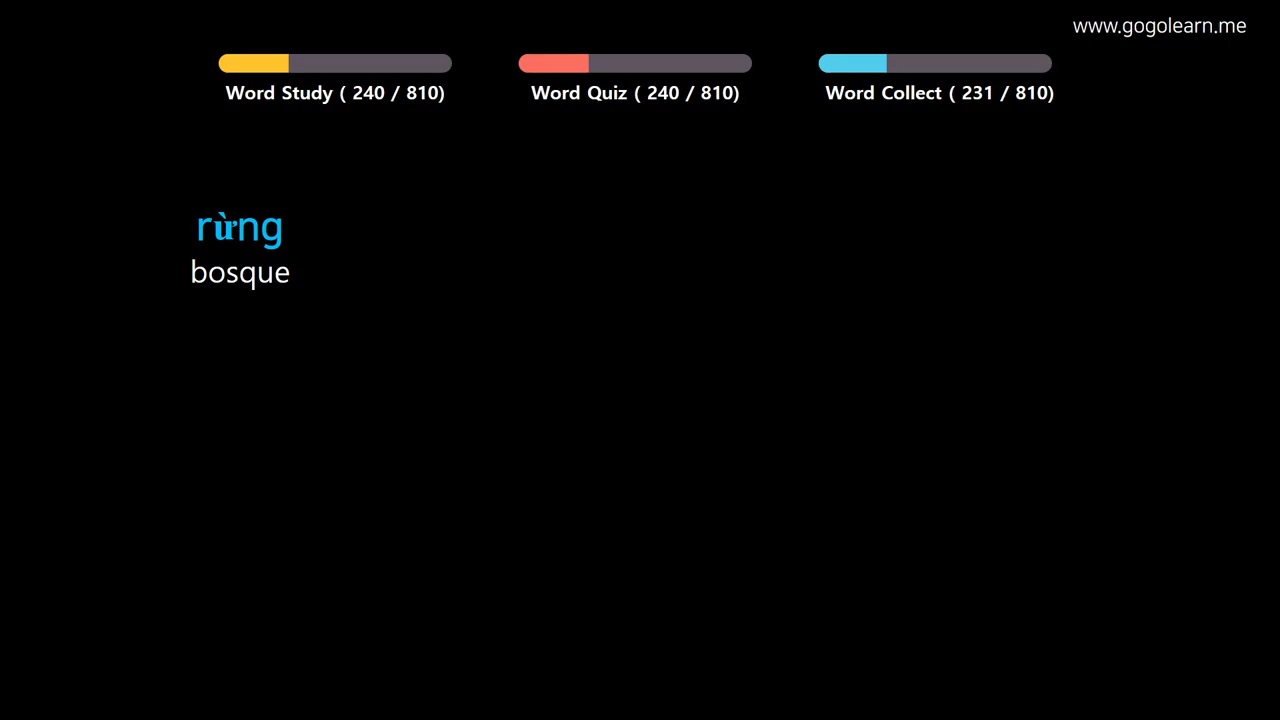 www.gogolearn.me
Word Study ( 240 / 810)
Word Quiz ( 240 / 810)
Word Collect ( 231 / 810)
rừng
bosque